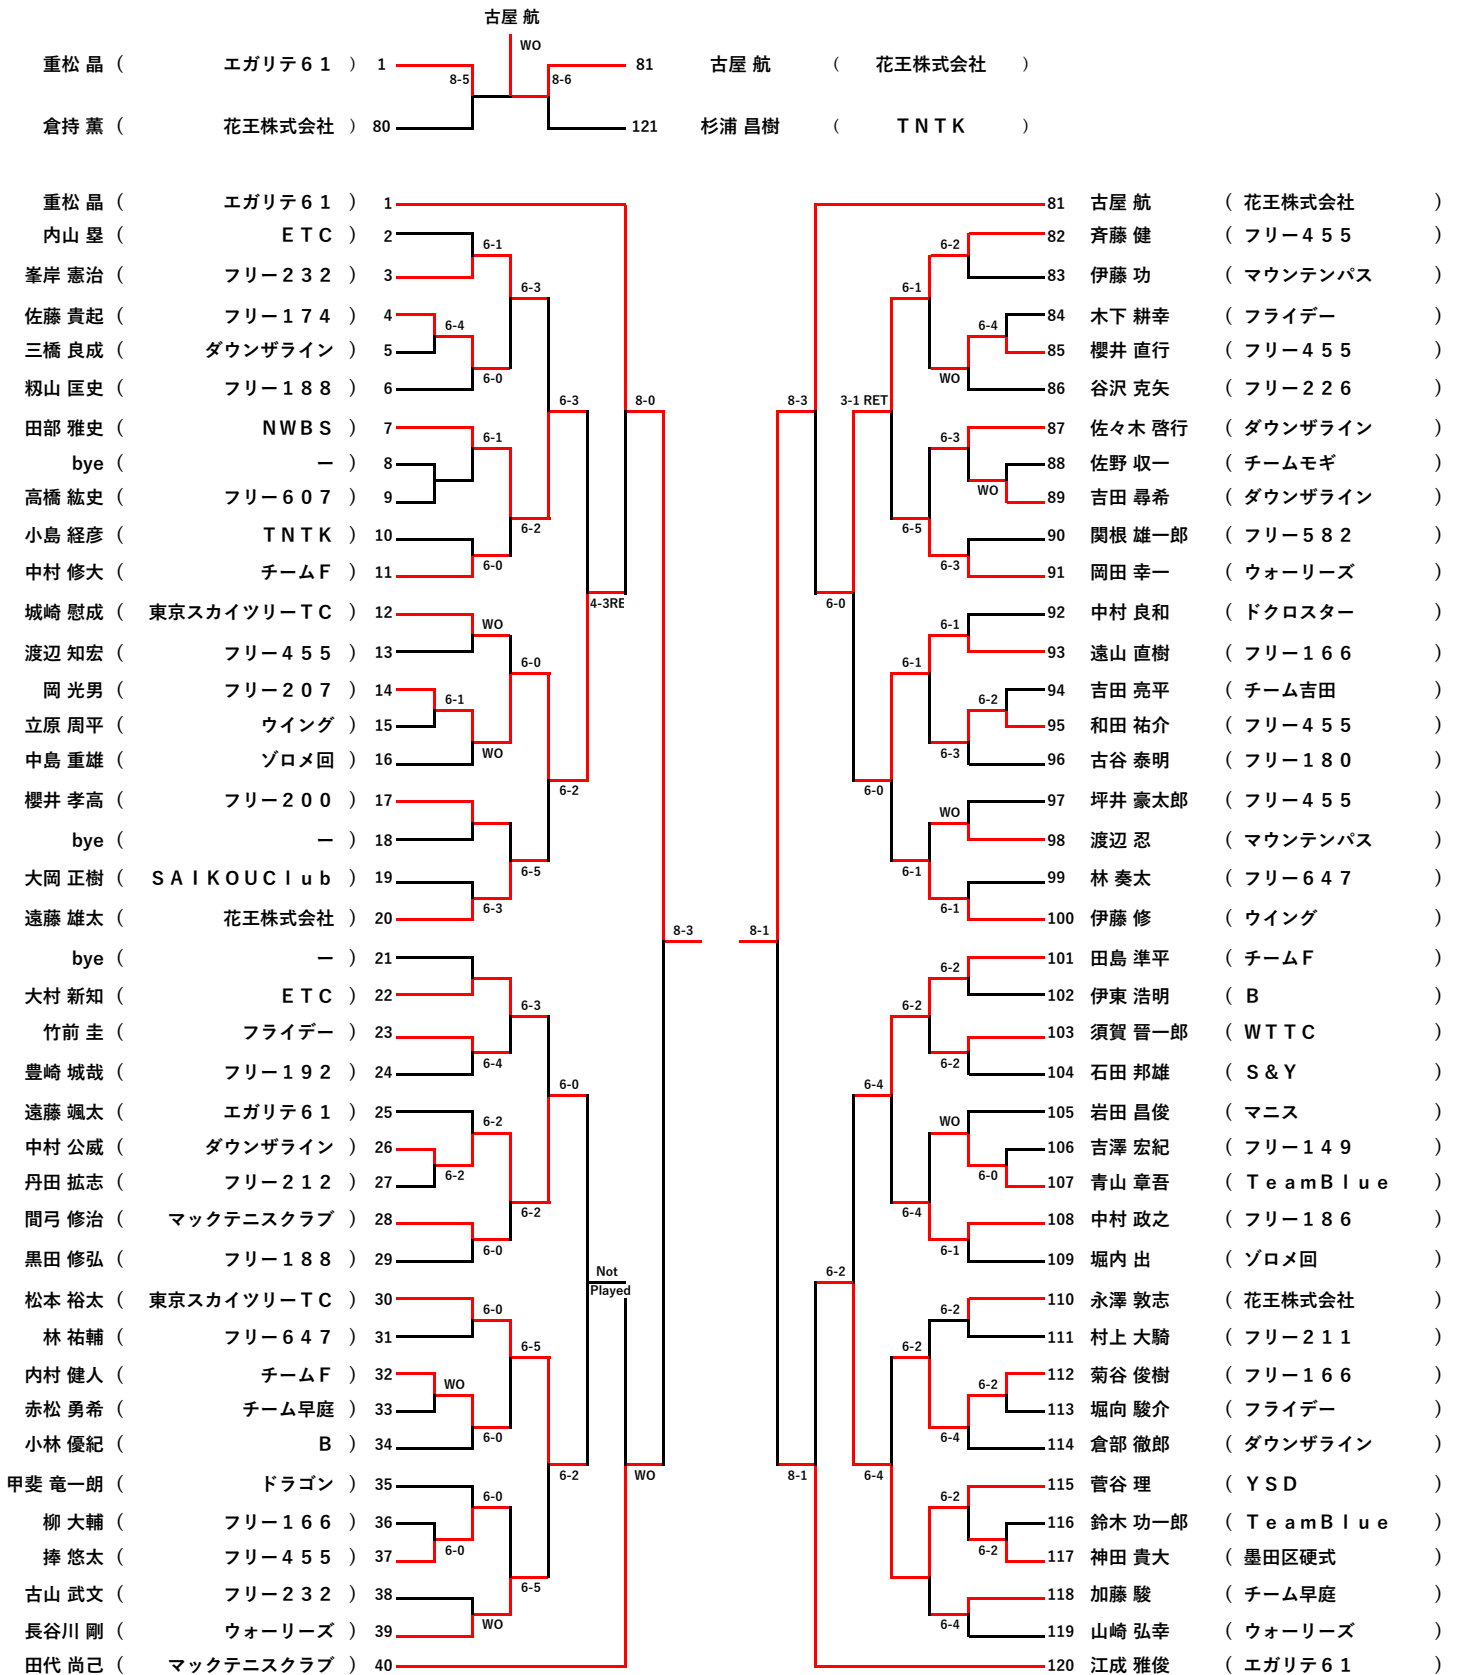 古屋 航
WO
重松 晶 ( エガリテ６１ ) 1 8-5 8-6 81 古屋 航 ( 花王株式会社 )
倉持 薫 ( 花王株式会社 ) 80 121 杉浦 昌樹 ( ＴＮＴＫ )
重松 晶 ( エガリテ６１ ) 1 81 古屋 航 ( 花王株式会社 )
内山 塁 ( ＥＴＣ ) 2 82 斉藤 健 ( フリー４５５ )
6-1 6-2
峯岸 憲治 ( フリー２３２ ) 3 83 伊藤 功 ( マウンテンパス )
6-3 6-1
佐藤 貴起 ( フリー１７４ ) 4 84 木下 耕幸 ( フライデー )
6-4 6-4
三橋 良成 ( ダウンザライン ) 5 85 櫻井 直行 ( フリー４５５ )
6-0 WO
籾山 匡史 ( フリー１８８ ) 6 86 谷沢 克矢 ( フリー２２６ )
6-3 8-0 8-3 3-1 RET
田部 雅史 ( ＮＷＢＳ ) 7 87 佐々木 啓行 ( ダウンザライン )
6-1 6-3
bye ( ー ) 8 88 佐野 収一 ( チームモギ )
WO
高橋 紘史 ( フリー６０７ ) 9 89 吉田 尋希 ( ダウンザライン )
6-2 6-5
小島 経彦 ( ＴＮＴＫ ) 10 90 関根 雄一郎 ( フリー５８２ )
6-0 6-3
中村 修大 ( チームＦ ) 11 91 岡田 幸一 ( ウォーリーズ )
4-3RE 6-0
城崎 慰成 ( 東京スカイツリーＴＣ ) 12 92 中村 良和 ( ドクロスター )
WO 6-1
渡辺 知宏 ( フリー４５５ ) 13 93 遠山 直樹 ( フリー１６６ )
6-0 6-1
岡 光男 ( フリー２０７ ) 14 94 吉田 亮平 ( チーム吉田 )
6-1 6-2
立原 周平 ( ウイング ) 15 95 和田 祐介 ( フリー４５５ )
WO 6-3
中島 重雄 ( ゾロメ回 ) 16 96 古谷 泰明 ( フリー１８０ )
6-2 6-0
櫻井 孝高 ( フリー２００ ) 17 97 坪井 豪太郎 ( フリー４５５ )
WO
bye ( ー ) 18 98 渡辺 忍 ( マウンテンパス )
6-5 6-1
大岡 正樹 ( ＳＡＩＫＯＵＣｌｕｂ ) 19 99 林 奏太 ( フリー６４７ )
6-3 6-1
遠藤 雄太 ( 花王株式会社 ) 20 100 伊藤 修 ( ウイング )
8-3 8-1
bye ( ー ) 21 101 田島 準平 ( チームＦ )
6-2
大村 新知 ( ＥＴＣ ) 22 102 伊東 浩明 ( Ｂ )
6-3 6-2
竹前 圭 ( フライデー ) 23 103 須賀 晉一郎 ( ＷＴＴＣ )
6-4 6-2
豊崎 城哉 ( フリー１９２ ) 24 104 石田 邦雄 ( Ｓ＆Ｙ )
6-0 6-4
遠藤 颯太 ( エガリテ６１ ) 25 105 岩田 昌俊 ( マニス )
6-2 WO
中村 公威 ( ダウンザライン ) 26 106 吉澤 宏紀 ( フリー１４９ )
6-2 6-0
丹田 拡志 ( フリー２１２ ) 27 107 青山 章吾 ( ＴｅａｍＢｌｕｅ )
6-2 6-4
間弓 修治 ( マックテニスクラブ ) 28 108 中村 政之 ( フリー１８６ )
6-0 6-1
黒田 修弘 ( フリー１８８ ) 29 109 堀内 出 ( ゾロメ回 )
Not 6-2
Played
松本 裕太 ( 東京スカイツリーＴＣ ) 30 110 永澤 敦志 ( 花王株式会社 )
6-0 6-2
林 祐輔 ( フリー６４７ ) 31 111 村上 大騎 ( フリー２１１ )
6-5 6-2
内村 健人 ( チームＦ ) 32 112 菊谷 俊樹 ( フリー１６６ )
WO 6-2
赤松 勇希 ( チーム早庭 ) 33 113 堀向 駿介 ( フライデー )
6-0 6-4
小林 優紀 ( Ｂ ) 34 114 倉部 徹郎 ( ダウンザライン )
6-2 WO 8-1 6-4
甲斐 竜一朗 ( ドラゴン ) 35 115 菅谷 理 ( ＹＳＤ )
6-0 6-2
柳 大輔 ( フリー１６６ ) 36 116 鈴木 功一郎 ( ＴｅａｍＢｌｕｅ )
6-0 6-2
捧 悠太 ( フリー４５５ ) 37 117 神田 貴大 ( 墨田区硬式 )
6-5
古山 武文 ( フリー２３２ ) 38 118 加藤 駿 ( チーム早庭 )
WO 6-4
長谷川 剛 ( ウォーリーズ ) 39 119 山崎 弘幸 ( ウォーリーズ )
田代 尚己 ( マックテニスクラブ ) 40 120 江成 雅俊 ( エガリテ６１ )